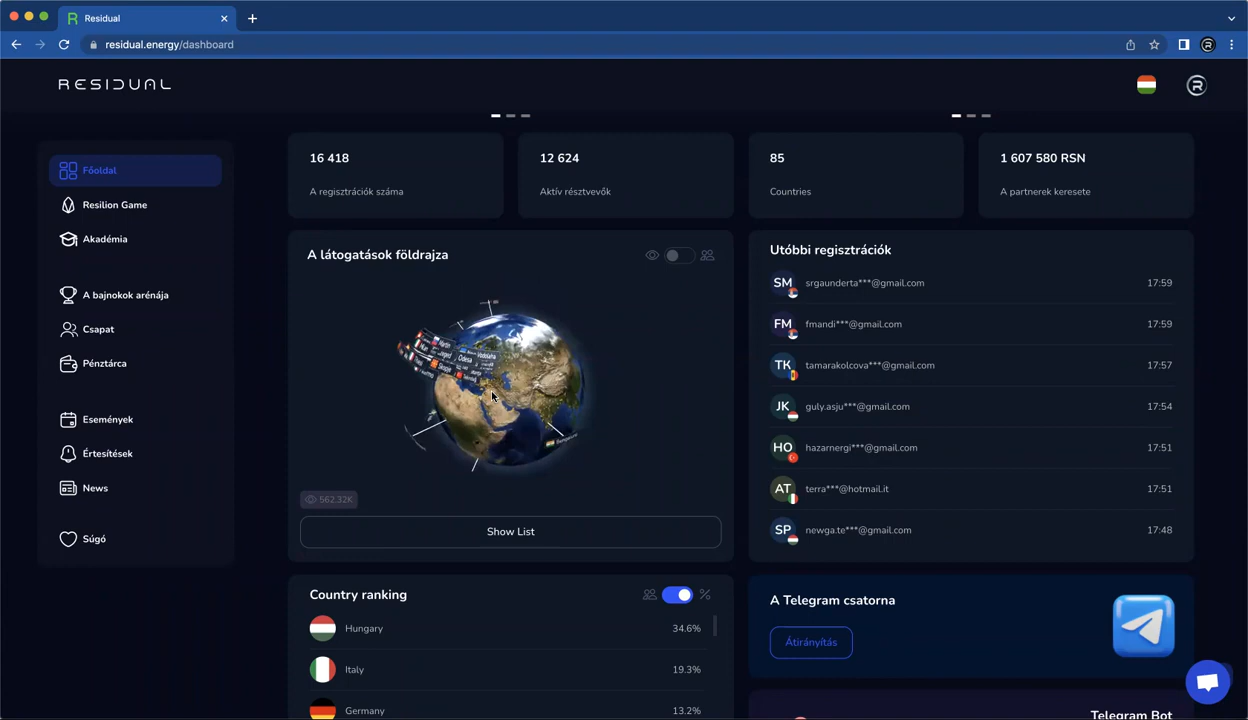 Residual
residual.energy/dashboard
RESIDUAL
Főoldal
Resilion Game
Akadémia
A bajnokok arénája
Csapat
Pénztárca
Események
Értesítések
News
Súgó
16 418
A regisztrációk száma
12 624
Aktív résztvevők
85
Countries
1 607 580 RSN
A partnerek keresete
A látogatások földrajza
Odesa
Skopje
562.32K
Show List
Utóbbi regisztrációk
SM srgaunderta***@gmail.com 17:59
FM fmandi***@gmail.com 17:59
TK tamarakolcova***@gmail.com 17:57
JK guly.asju***@gmail.com 17:54
HO hazarnergi***@gmail.com 17:51
AT terra***@hotmail.it 17:51
SP newga.te***@gmail.com 17:48
Country ranking
%
Hungary 34.6%
Italy 19.3%
Germany 13.2%
A Telegram csatorna
Átirányítás
Telegram Bot